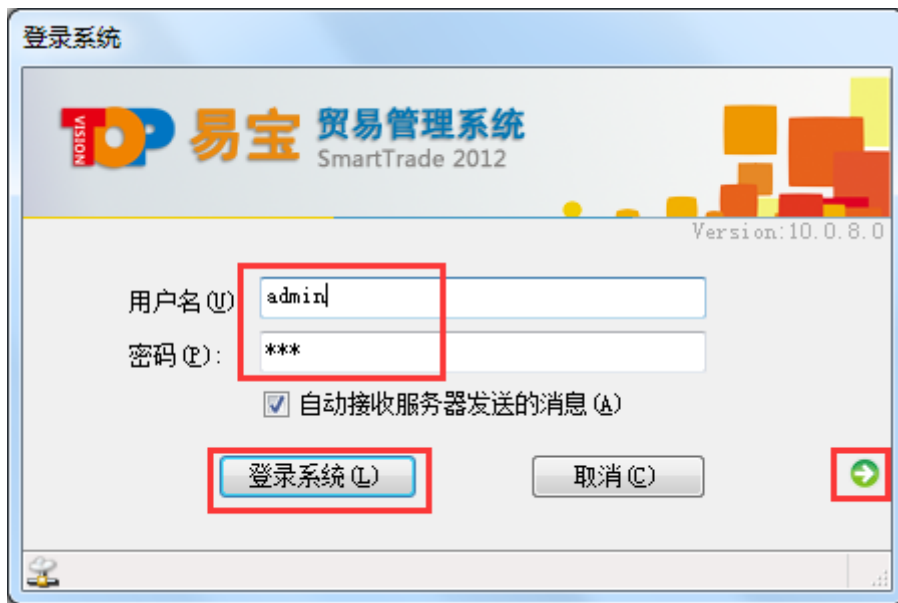 登录系统
TOP VISION 易宝 贸易管理系统
SmartTrade 2012
Version:10.0.8.0
用户名(U) admin
密码(P): ***
自动接收服务器发送的消息(A)
登录系统(L) 取消(C)